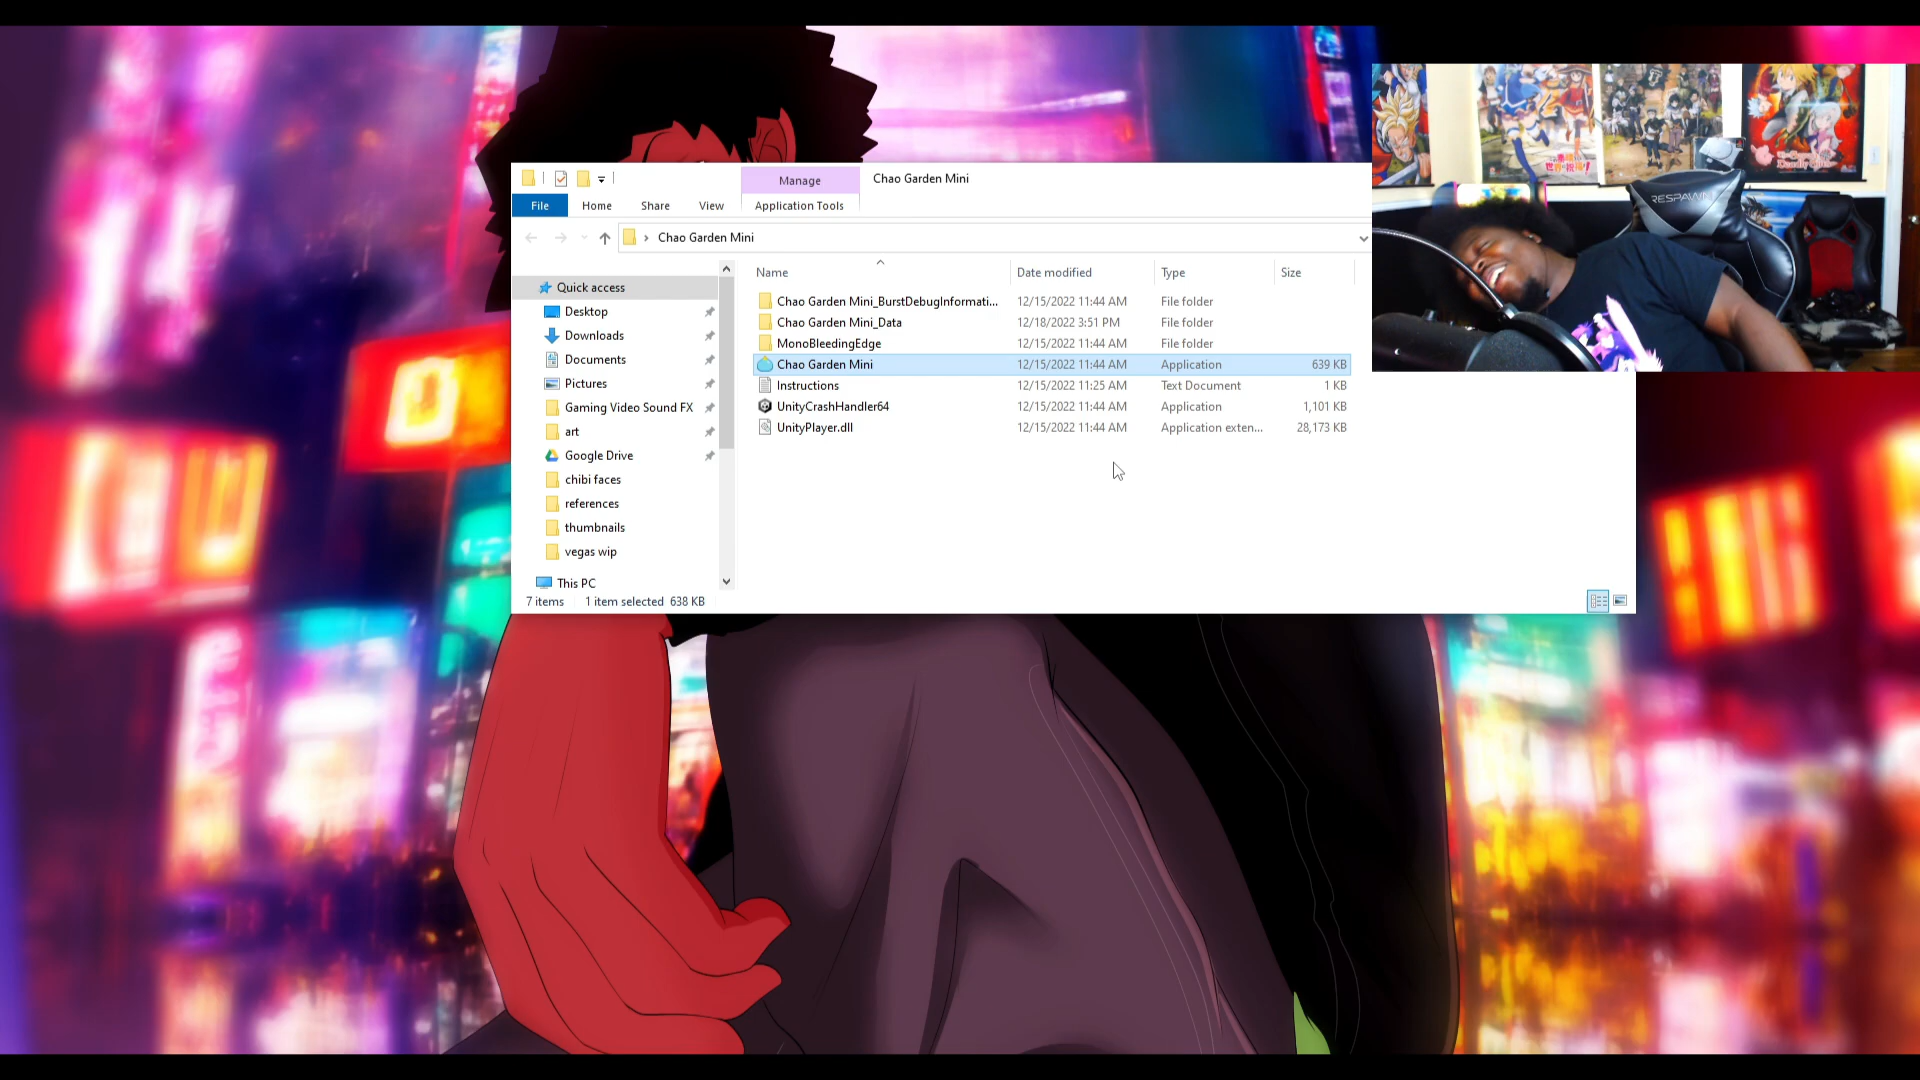 Manage
Chao Garden Mini
File
Home
Share
View
Application Tools
Chao Garden Mini
Name
Date modified
Type
Size
Quick access
Desktop
Downloads
Documents
Pictures
Gaming Video Sound FX
art
Google Drive
chibi faces
references
thumbnails
vegas wip
This PC
Chao Garden Mini_BurstDebugInformati... 12/15/2022 11:44 AM File folder
Chao Garden Mini_Data 12/18/2022 3:51 PM File folder
MonoBleedingEdge 12/15/2022 11:44 AM File folder
Chao Garden Mini 12/15/2022 11:44 AM Application 639 KB
Instructions 12/15/2022 11:25 AM Text Document 1 KB
UnityCrashHandler64 12/15/2022 11:44 AM Application 1,101 KB
UnityPlayer.dll 12/15/2022 11:44 AM Application exten... 28,173 KB
7 items 1 item selected 638 KB
RESPAWN